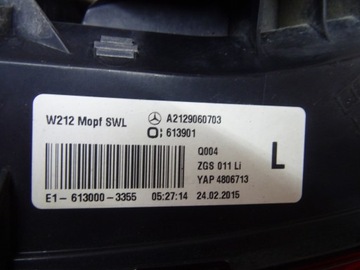 W212 Mopf SWL
A2129060703
613901
Q004
ZGS 011 Li
YAP 4806713
L
E1-613000-3355 05:27:14 24.02.2015